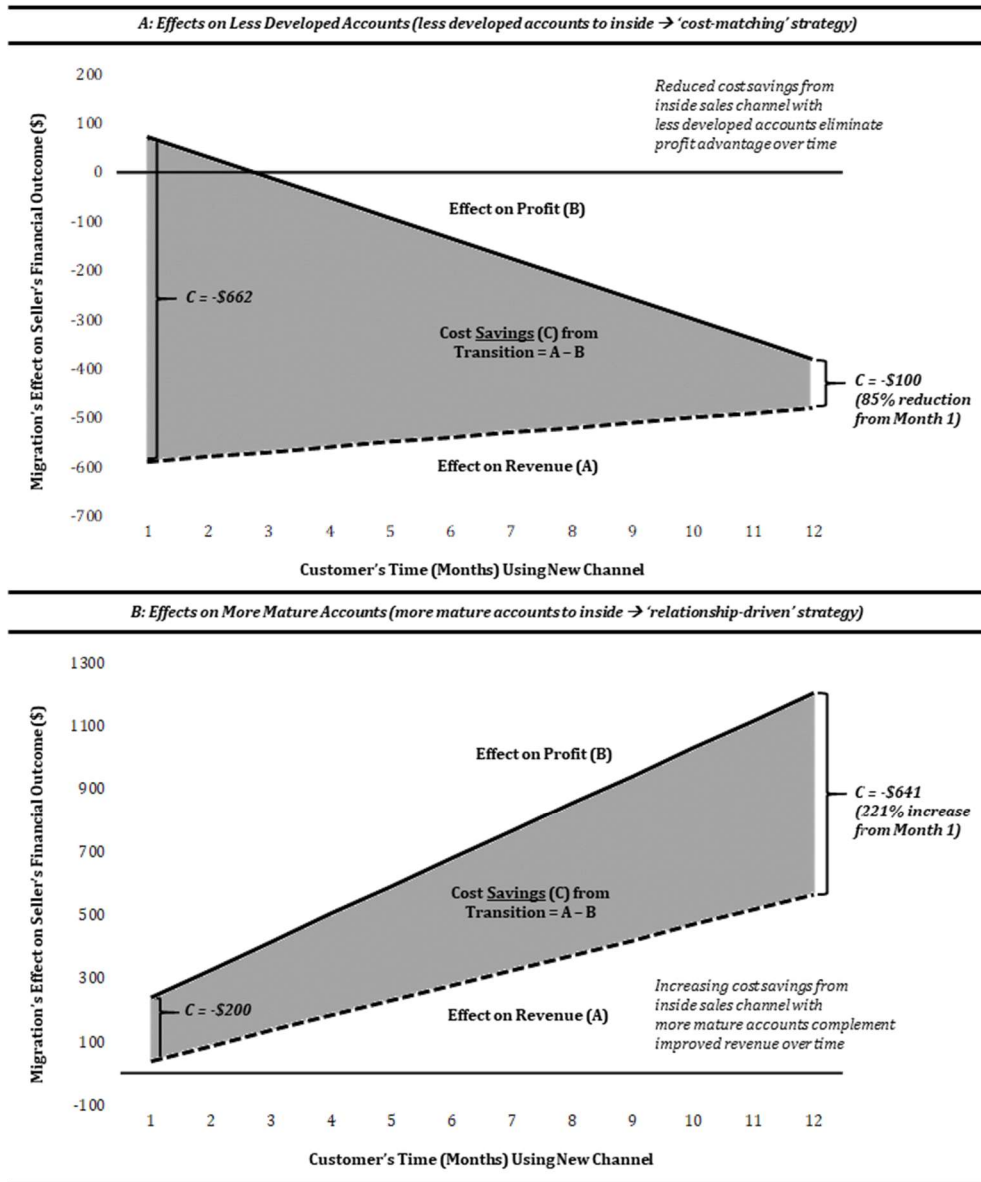 A: Effects on Less Developed Accounts (less developed accounts to inside → 'cost-matching' strategy)
200
100
0
-100
-200
-300
-400
-500
-600
-700
Migration's Effect on Seller's Financial Outcome ($)
Reduced cost savings from
inside sales channel with
less developed accounts eliminate
profit advantage over time
Effect on Profit (B)
C = -$662
Cost Savings (C) from
Transition = A – B
C = -$100
(85% reduction
from Month 1)
Effect on Revenue (A)
1 2 3 4 5 6 7 8 9 10 11 12
Customer's Time (Months) Using New Channel
B: Effects on More Mature Accounts (more mature accounts to inside → 'relationship-driven' strategy)
1300
1100
900
700
500
300
100
-100
Migration's Effect on Seller's Financial Outcome ($)
Effect on Profit (B)
C = -$641
(221% increase
from Month 1)
Cost Savings (C) from
Transition = A – B
C = -$200
Effect on Revenue (A)
Increasing cost savings from
inside sales channel with
more mature accounts complement
improved revenue over time
1 2 3 4 5 6 7 8 9 10 11 12
Customer's Time (Months) Using New Channel